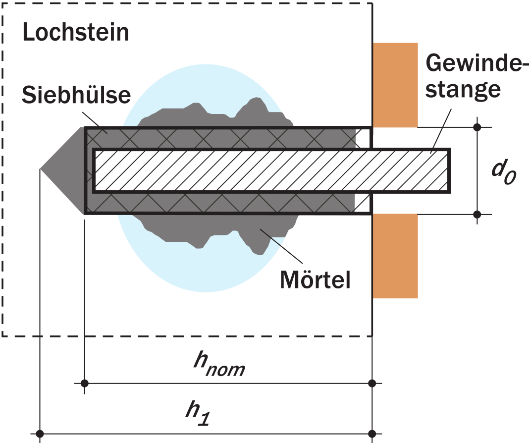 Lochstein
Gewinde-
stange
Siebhülse
d0
Mörtel
hnom
h1